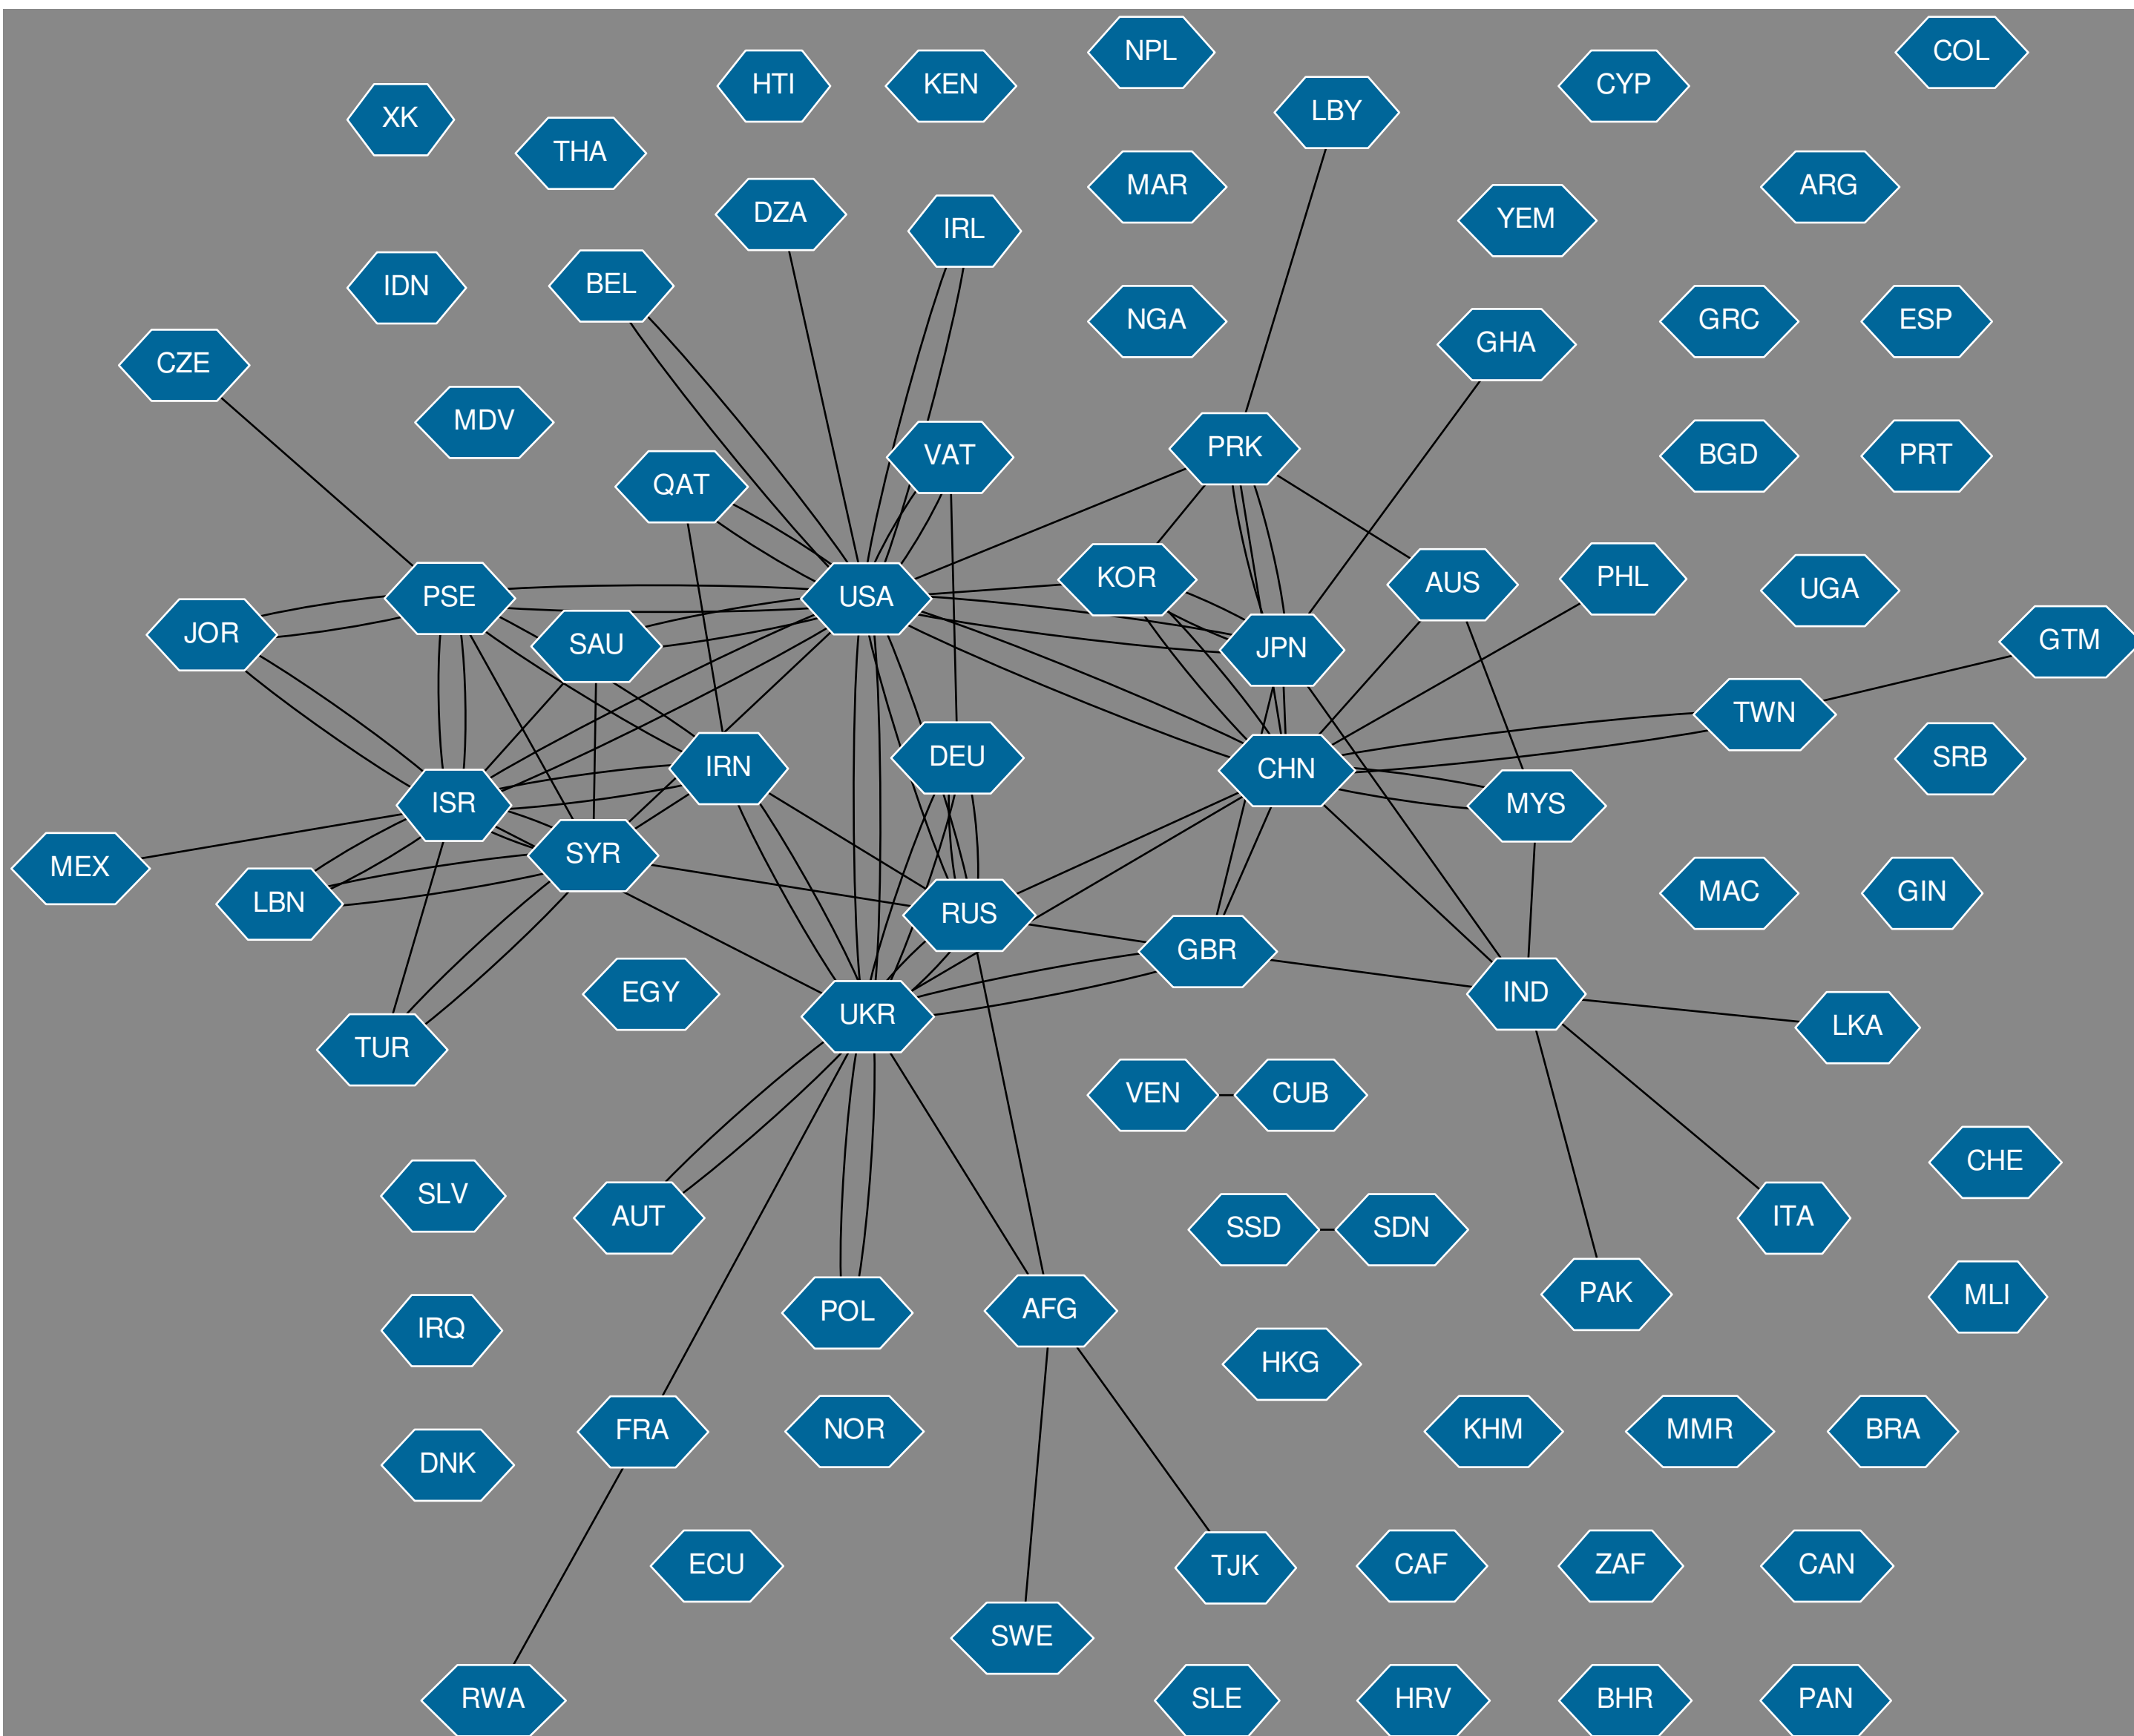 NPL
COL
HTI
KEN
CYP
LBY
XK
THA
MAR
ARG
DZA
YEM
IRL
IDN
BEL
NGA
GRC
ESP
GHA
CZE
MDV
PRK
VAT
BGD
PRT
QAT
KOR
PHL
AUS
UGA
PSE
USA
JOR
SAU
JPN
GTM
TWN
DEU
SRB
IRN
CHN
ISR
MYS
SYR
MEX
LBN
RUS
MAC
GIN
GBR
EGY
IND
UKR
LKA
TUR
VEN
CUB
CHE
SLV
AUT
ITA
SSD
SDN
PAK
MLI
POL
AFG
IRQ
HKG
FRA
NOR
KHM
MMR
BRA
DNK
ECU
TJK
CAF
ZAF
CAN
SWE
RWA
SLE
HRV
BHR
PAN